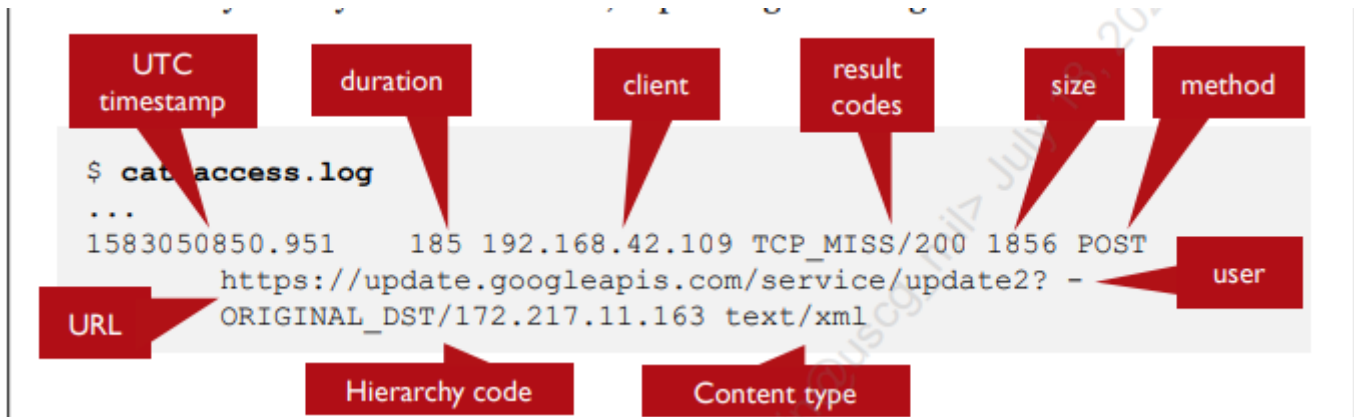 UTC
timestamp
duration
client
result
codes
size
method
$ cat access.log
...
1583050850.951 185 192.168.42.109 TCP_MISS/200 1856 POST
https://update.googleapis.com/service/update2? -
user
URL
ORIGINAL_DST/172.217.11.163 text/xml
Hierarchy code
Content type